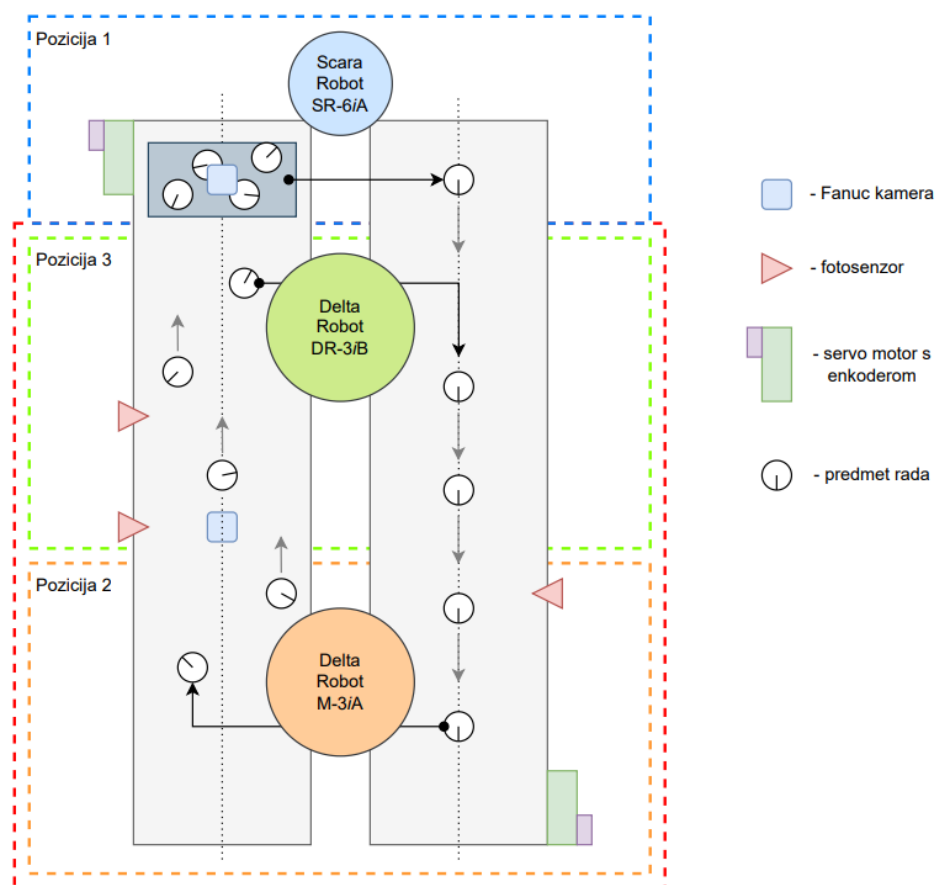 Pozicija 1
Scara
Robot
SR-6iA
- Fanuc kamera
Pozicija 3
- fotosenzor
Delta
Robot
DR-3iB
- servo motor s
enkoderom
- predmet rada
Pozicija 2
Delta
Robot
M-3iA